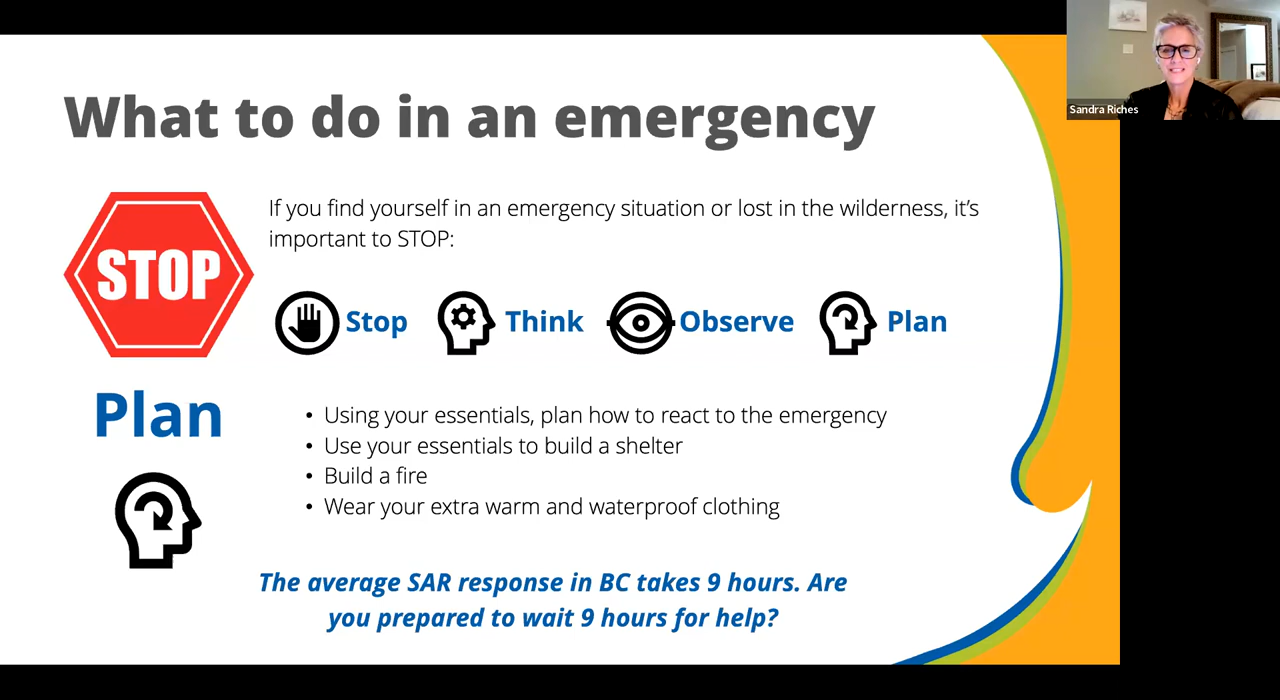 Sandra Riches
What to do in an emergency
STOP
If you find yourself in an emergency situation or lost in the wilderness, it's
important to STOP:
Stop Think Observe Plan
Plan
• Using your essentials, plan how to react to the emergency
• Use your essentials to build a shelter
• Build a fire
• Wear your extra warm and waterproof clothing
The average SAR response in BC takes 9 hours. Are
you prepared to wait 9 hours for help?